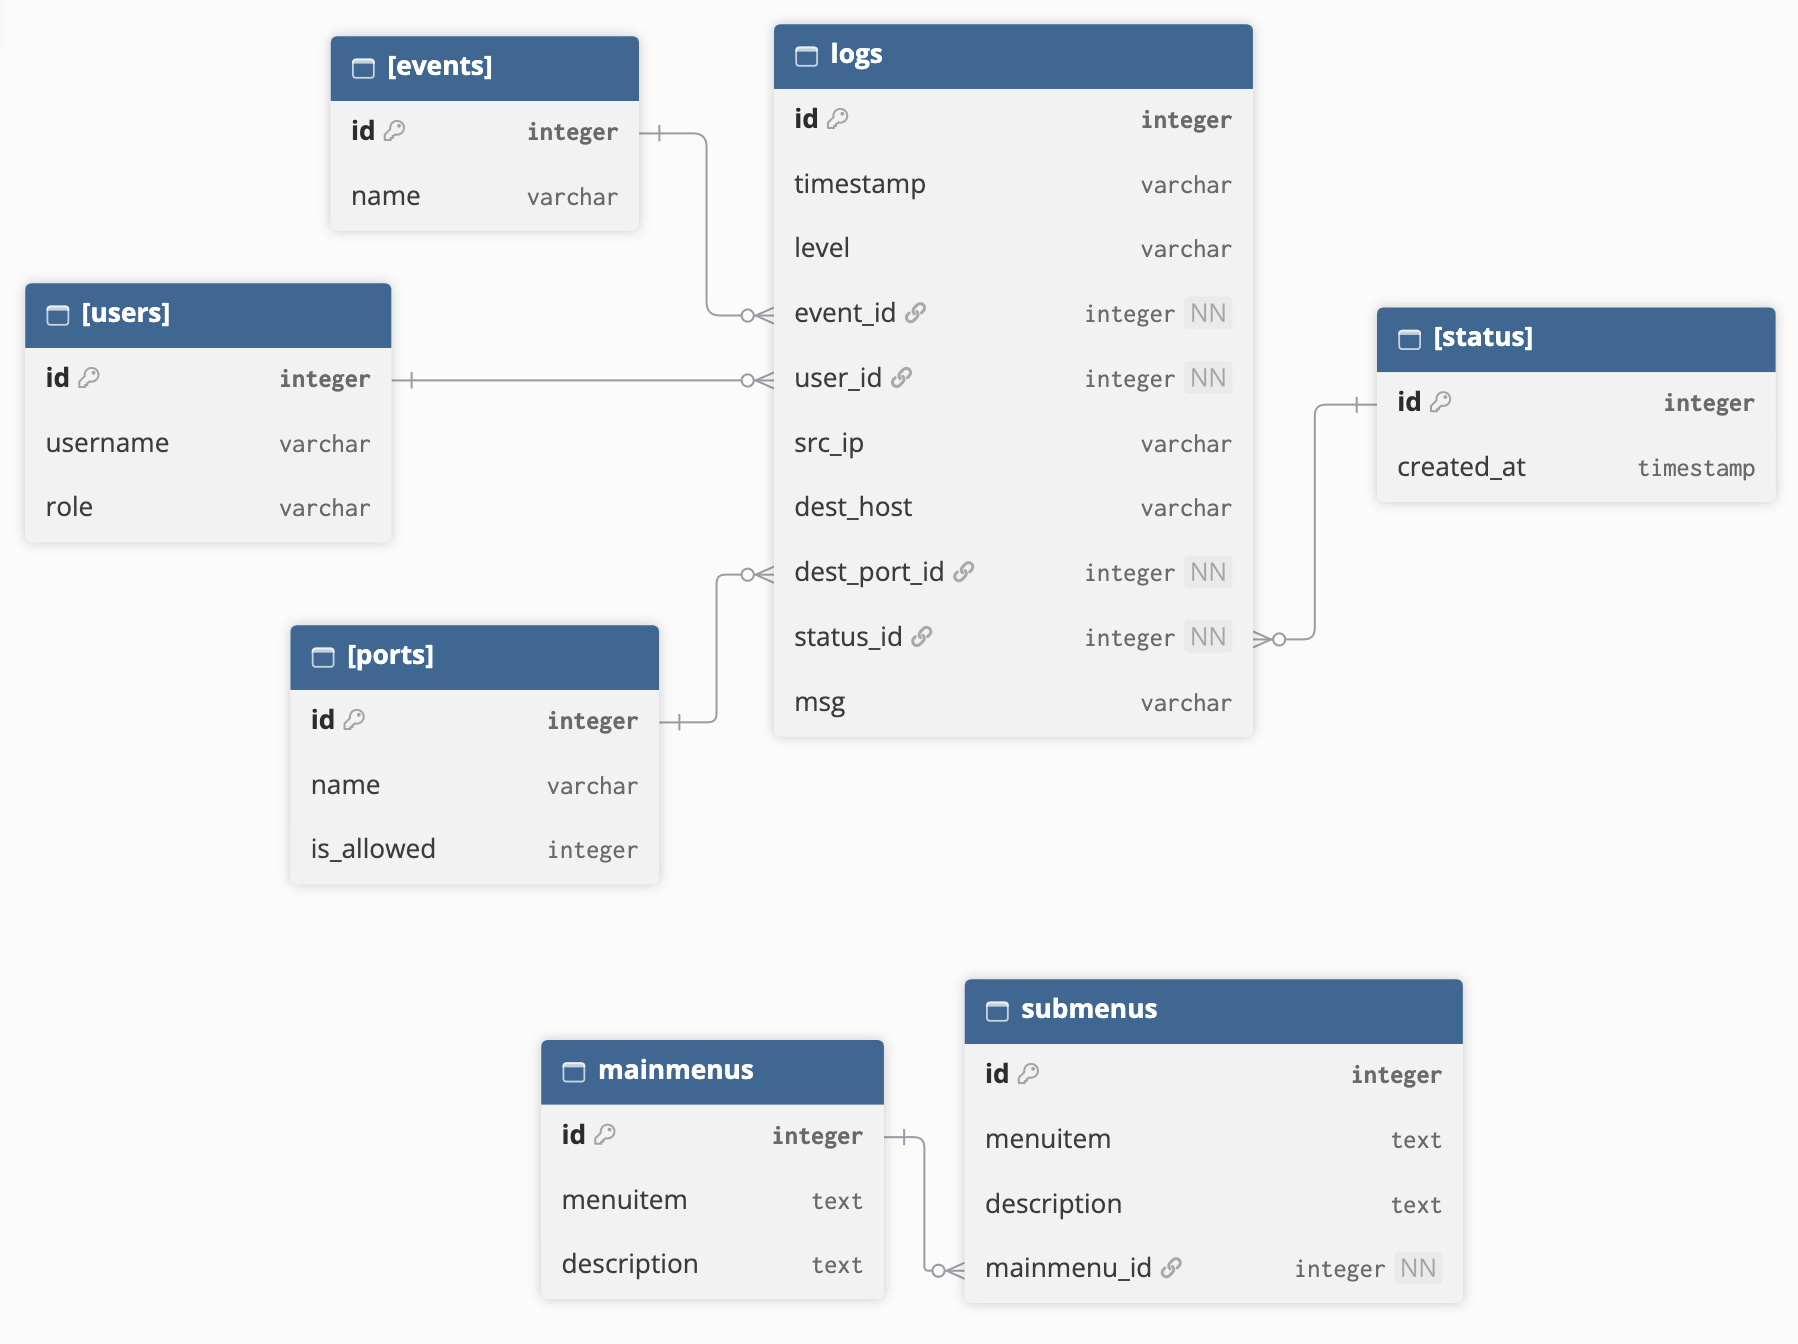 [events]
id integer
name varchar
logs
id integer
timestamp varchar
level varchar
event_id integer NN
user_id integer NN
src_ip varchar
dest_host varchar
dest_port_id integer NN
status_id integer NN
msg varchar
[users]
id integer
username varchar
role varchar
[status]
id integer
created_at timestamp
[ports]
id integer
name varchar
is_allowed integer
mainmenus
id integer
menuitem text
description text
submenus
id integer
menuitem text
description text
mainmenu_id integer NN